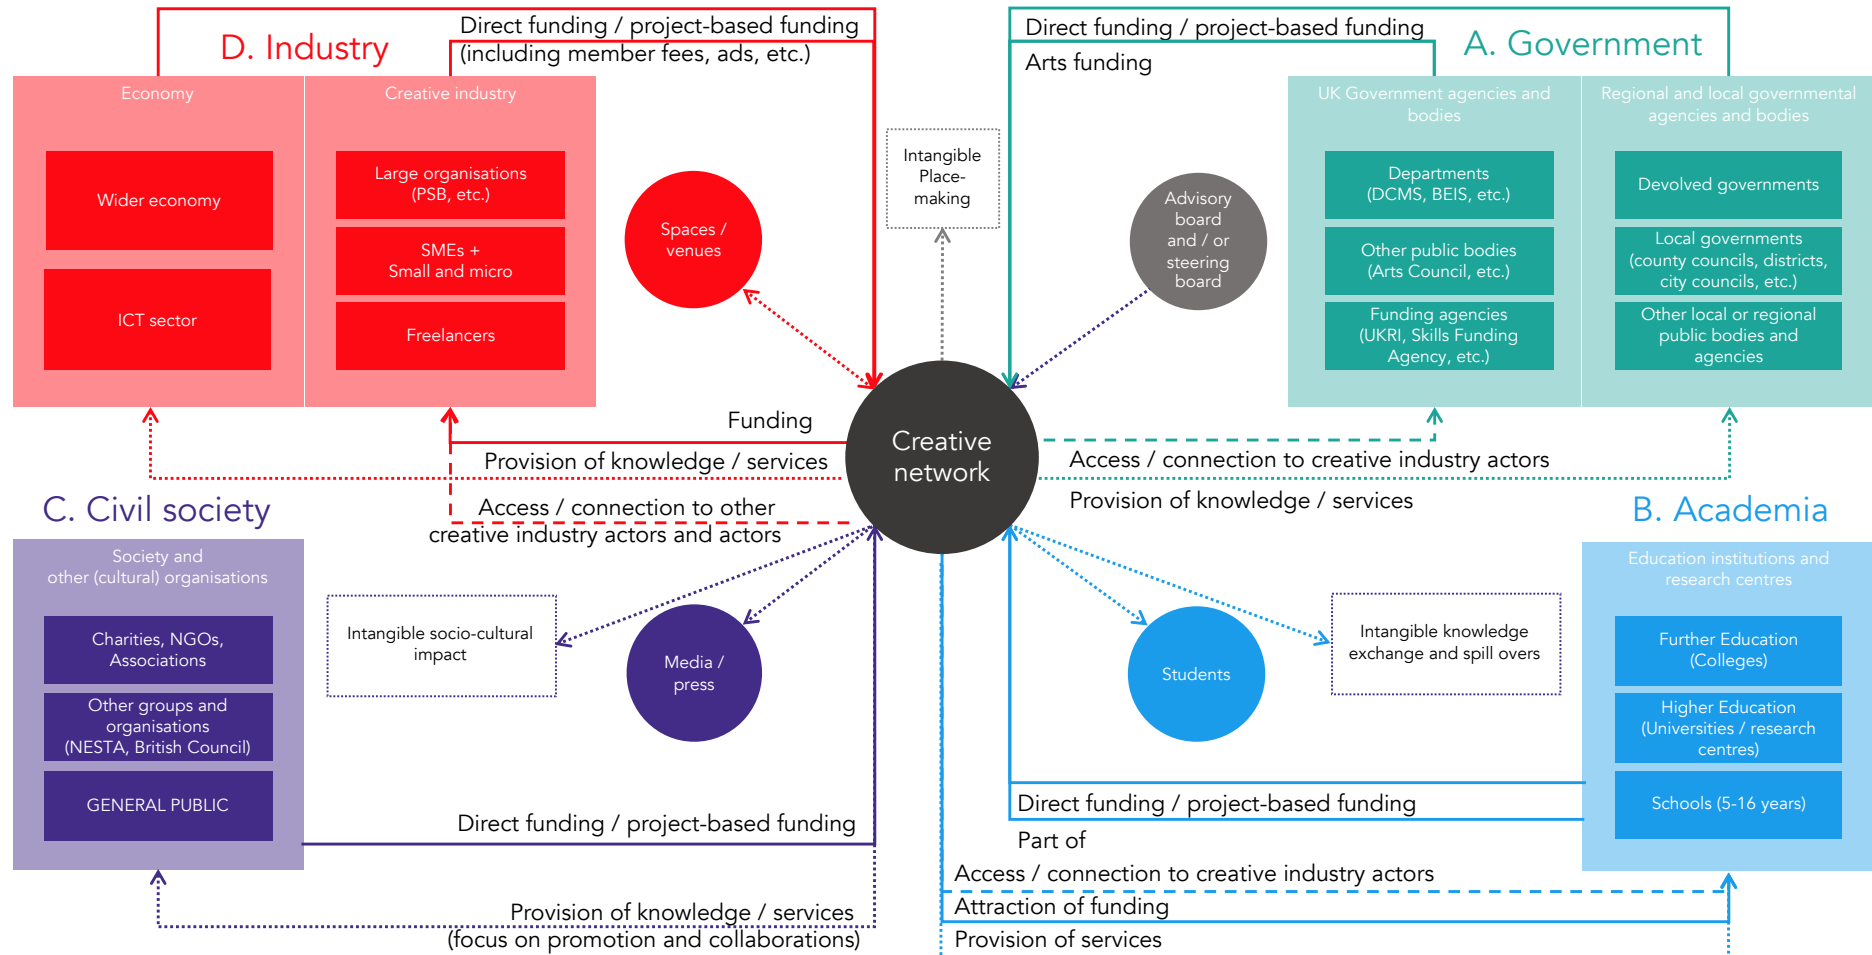 D. Industry
Direct funding / project-based funding
(including member fees, ads, etc.)
Direct funding / project-based funding
Arts funding
A. Government
Economy
Wider economy
ICT sector
Creative industry
Large organisations
(PSB, etc.)
SMEs +
Small and micro
Freelancers
Spaces /
venues
Intangible
Place-
making
Advisory
board
and / or
steering
board
UK Government agencies and
bodies
Departments
(DCMS, BEIS, etc.)
Other public bodies
(Arts Council, etc.)
Funding agencies
(UKRI, Skills Funding
Agency, etc.)
Regional and local governmental
agencies and bodies
Devolved governments
Local governments
(county councils, districts,
city councils, etc.)
Other local or regional
public bodies and
agencies
Funding
Provision of knowledge / services
Access / connection to other
creative industry actors and actors
Creative
network
Access / connection to creative industry actors
Provision of knowledge / services
C. Civil society
Society and
other (cultural) organisations
Charities, NGOs,
Associations
Other groups and
organisations
(NESTA, British Council)
GENERAL PUBLIC
Intangible socio-cultural
impact
Media /
press
Students
Intangible knowledge
exchange and spill overs
B. Academia
Education institutions and
research centres
Further Education
(Colleges)
Higher Education
(Universities / research
centres)
Schools (5-16 years)
Direct funding / project-based funding
Provision of knowledge / services
(focus on promotion and collaborations)
Direct funding / project-based funding
Part of
Access / connection to creative industry actors
Attraction of funding
Provision of services